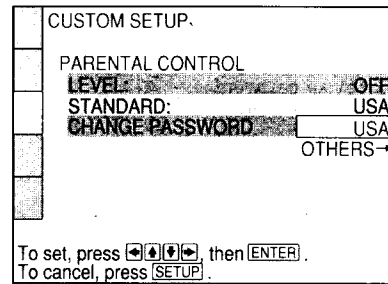 CUSTOM SETUP
PARENTAL CONTROL
LEVEL: OFF
STANDARD: USA
CHANGE PASSWORD USA
OTHERS→
To set, press ←↑↓→, then ENTER.
To cancel, press SETUP.